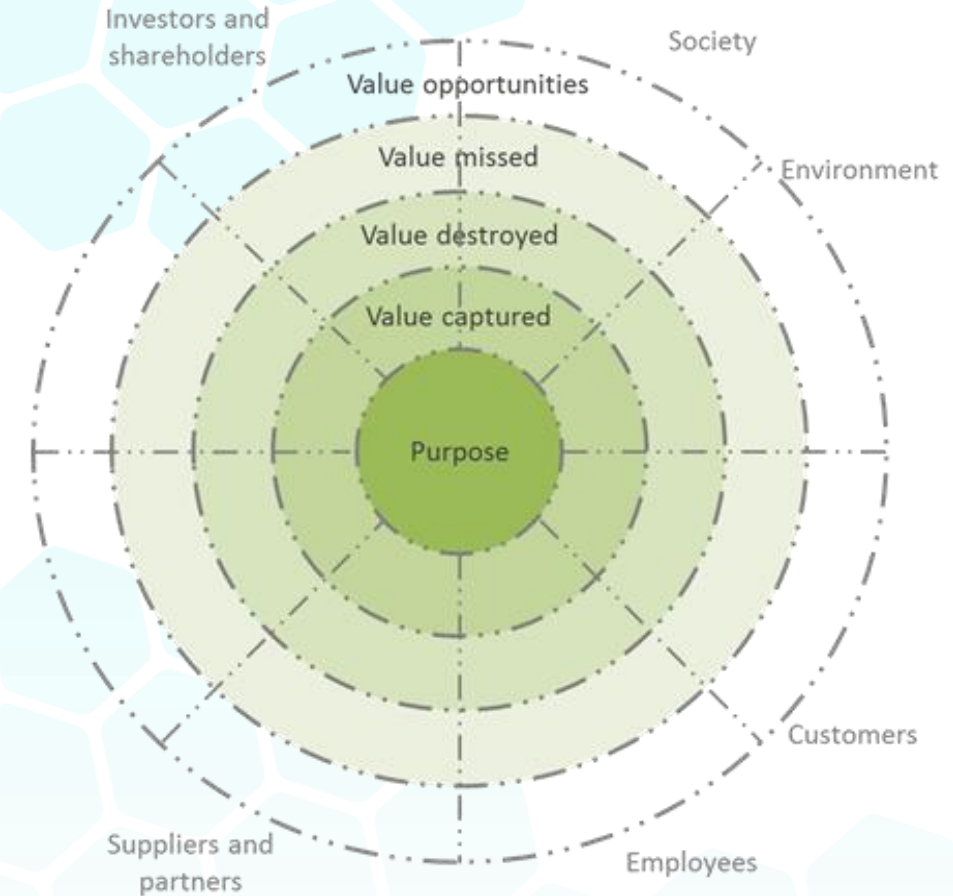 Investors and
shareholders
Society
Value opportunities
Value missed
Environment
Value destroyed
Value captured
Purpose
Customers
Suppliers and
partners
Employees